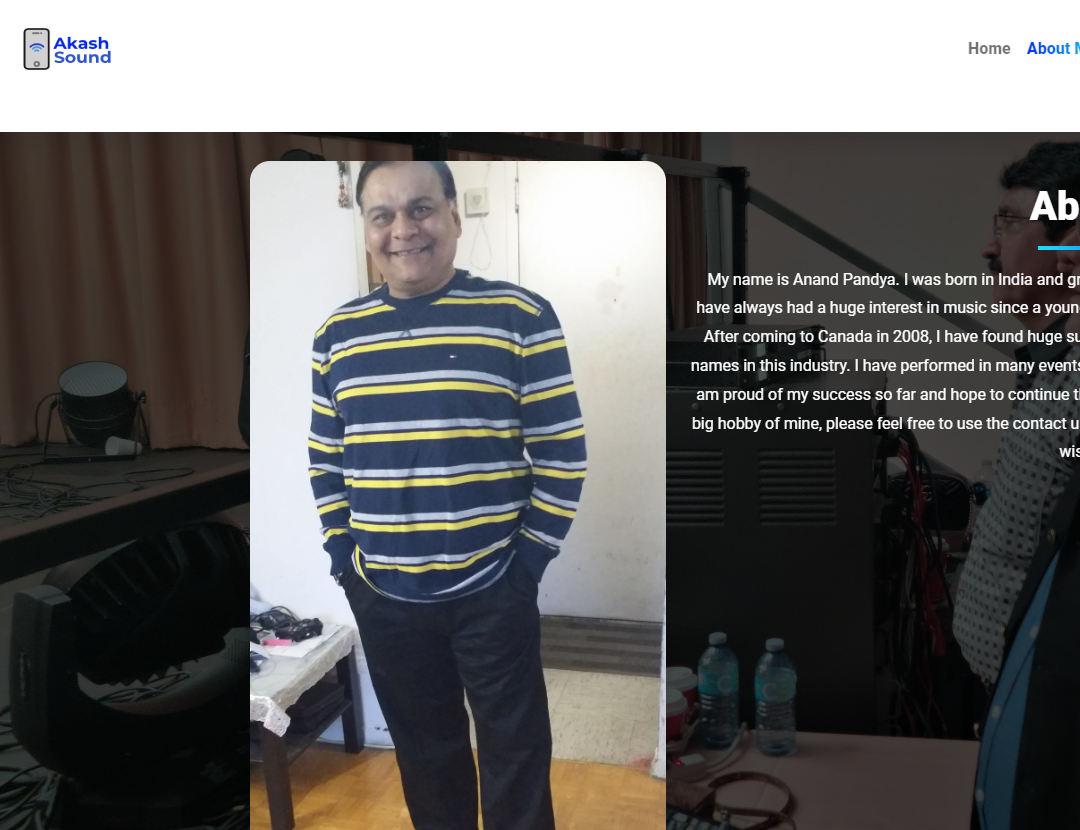 Akash
Sound
Home About M
Ab
My name is Anand Pandya. I was born in India and gr
have always had a huge interest in music since a youn
After coming to Canada in 2008, I have found huge su
names in this industry. I have performed in many events
am proud of my success so far and hope to continue th
big hobby of mine, please feel free to use the contact u
wis